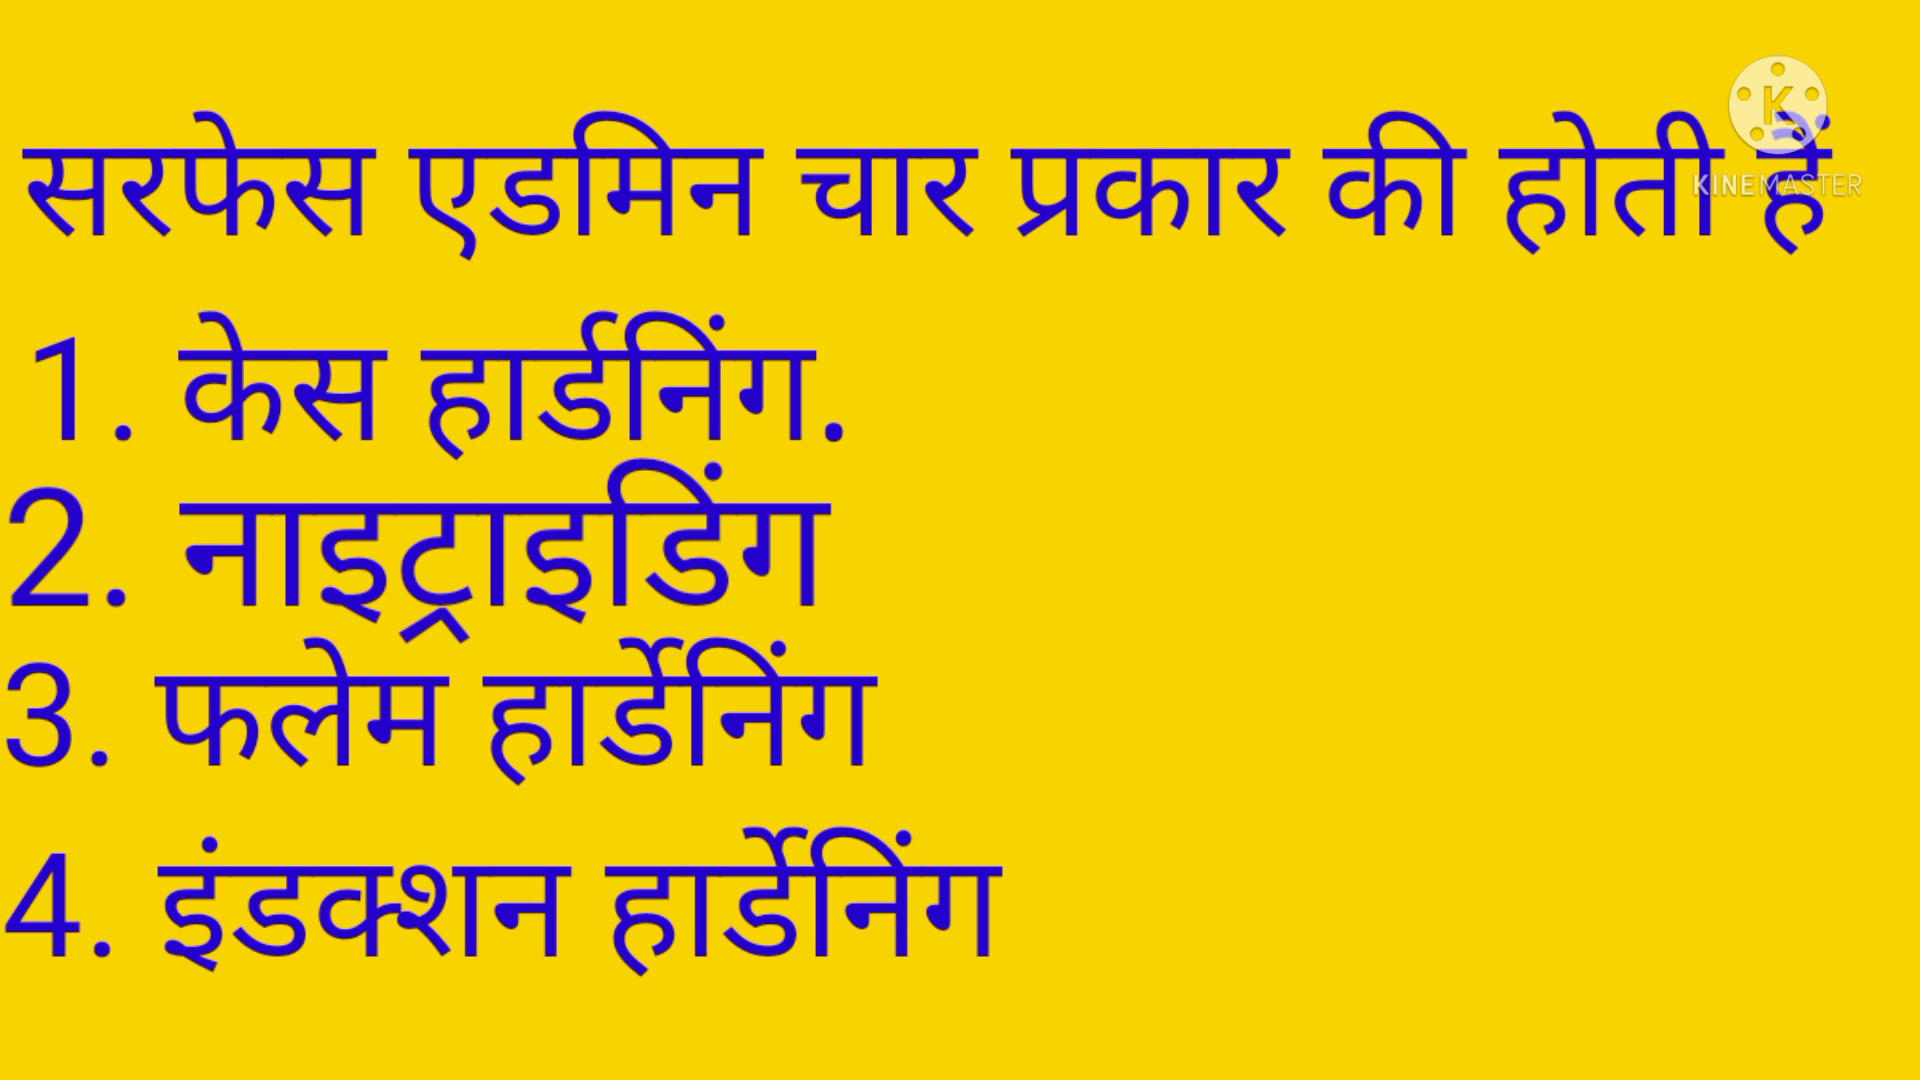 सरफेस एडमिन चार प्रकार की होती हैं
KINEMASTER
1. केस हार्डनिंग.
2. नाइट्राइडिंग
3. फलेम हार्डेनिंग
4. इंडक्शन हार्डेनिंग